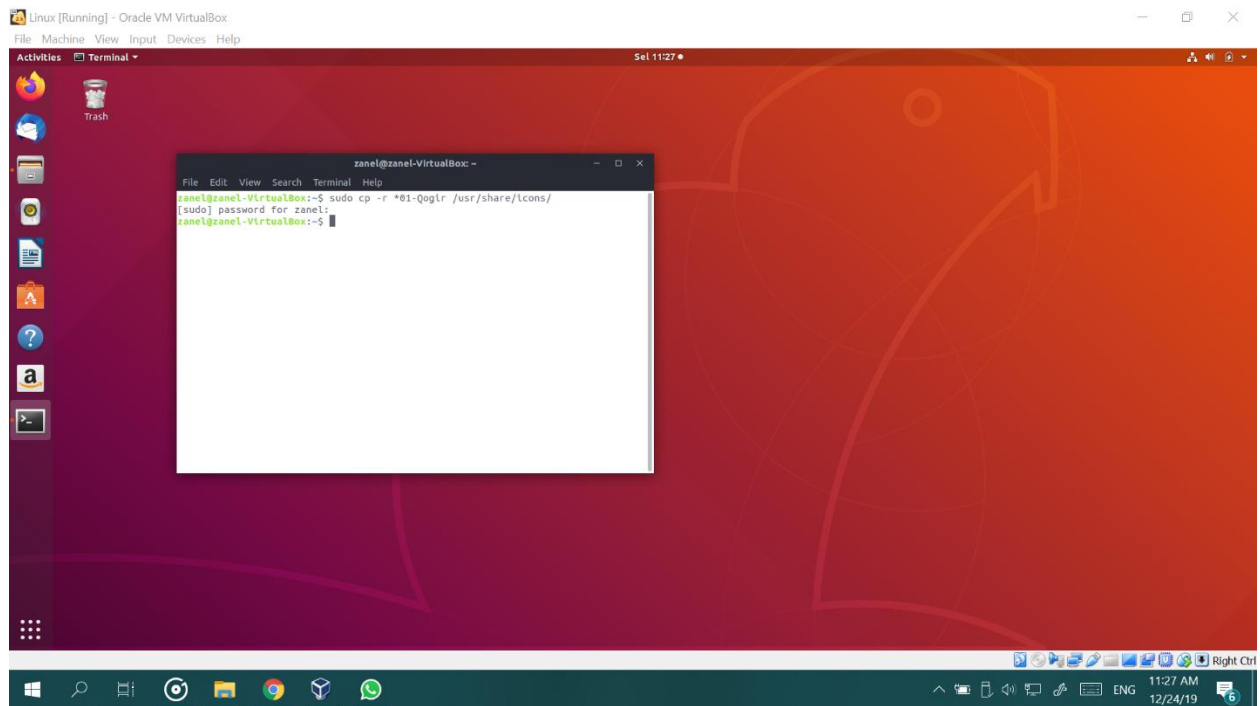 Linux [Running] - Oracle VM VirtualBox
File Machine View Input Devices Help
Activities Terminal Sel 11:27
Trash
zanel@zanel-VirtualBox: ~
File Edit View Search Terminal Help
zanel@zanel-VirtualBox:~$ sudo cp -r *01-Qogir /usr/share/icons/
[sudo] password for zanel:
zanel@zanel-VirtualBox:~$
a
Right Ctrl
ENG
11:27 AM
12/24/19
6